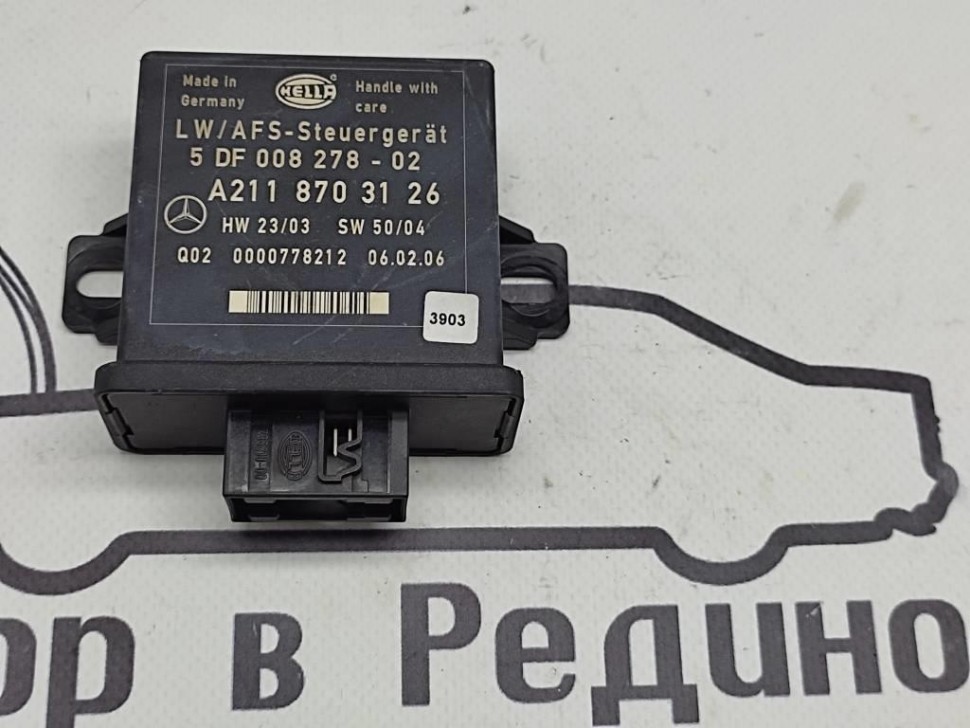 Made in Germany
HELLA
Handle with care
LW/AFS-Steuergerät
5 DF 008 278 - 02
A211 870 31 26
HW 23/03 SW 50/04
Q02 0000778212 06.02.06
3903
HELLA
ор в Редино